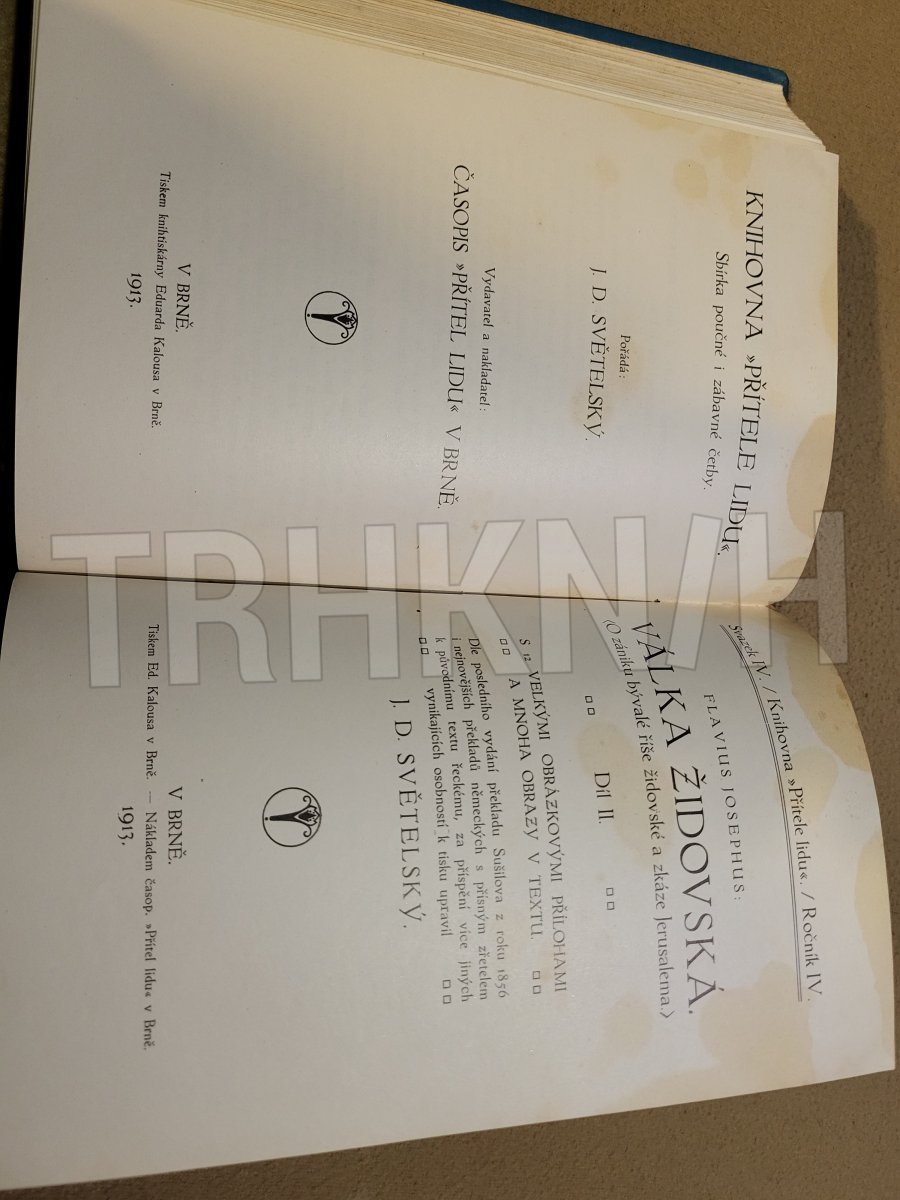 KNIHOVNA »PŘÍTELE LIDU«.
Sbírka poučné i zábavné četby.
Pořádá:
J. D. SVĚTELSKÝ.
Vydavatel a nakladatel:
ČASOPIS »PŘÍTEL LIDU« V BRNĚ.
V BRNĚ.
Tiskem knihtiskárny Eduarda Kalousa v Brně.
1913.
Svazek IV. / Knihovna »Přítele lidu«. / Ročník IV.
FLAVIUS JOSEPHUS:
VÁLKA ŽIDOVSKÁ.
(O zániku bývalé říše židovské a zkáze Jerusalema.)
Díl II.
S 12 VELKÝMI OBRÁZKOVÝMI PŘÍLOHAMI
A MNOHA OBRAZY V TEXTU.
Dle posledního vydání překladu Sušilova z roku 1856
i nejnovějších překladů německých s přísným zřetelem
k původnímu textu řeckému, za přispění více jiných
vynikajících osobností k tisku upravil
J. D. SVĚTELSKÝ.
V BRNĚ.
Tiskem Ed. Kalousa v Brně. — Nákladem časop. »Přítel lidu« v Brně.
1913.
TRHKNIH